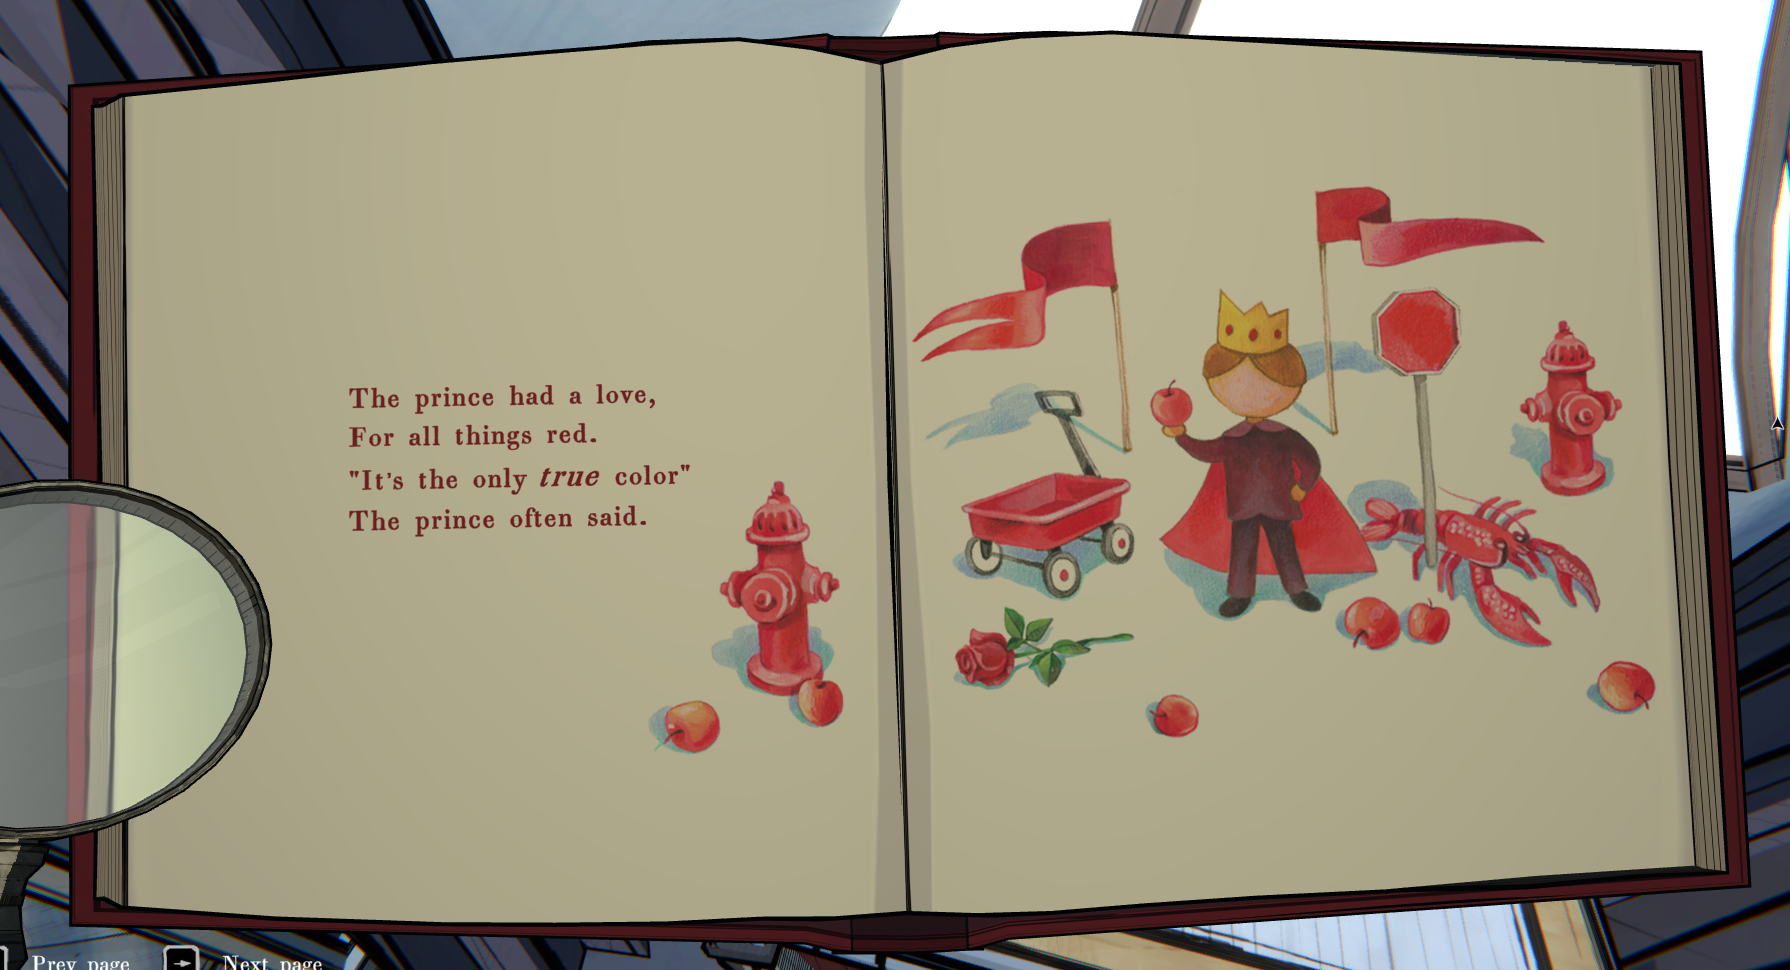 The prince had a love,
For all things red.
"It's the only true color"
The prince often said.
Prev page
Next page